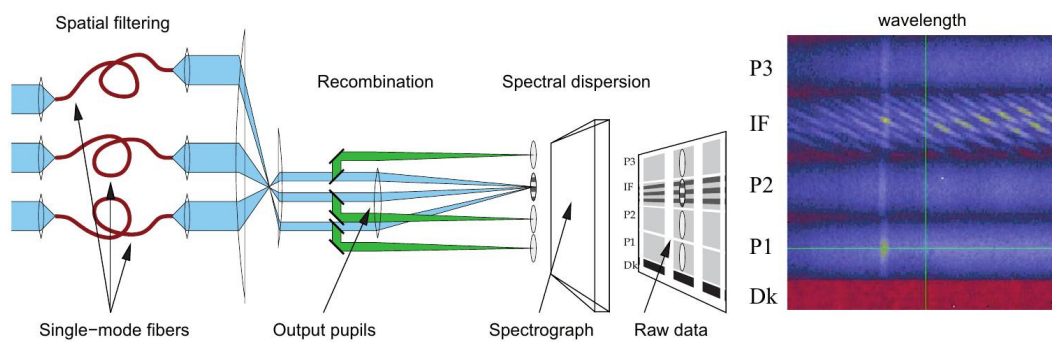 Spatial filtering
Recombination
Spectral dispersion
wavelength
P3
IF
P2
P1
Dk
P3
IF
P2
P1
Dk
Single−mode fibers
Output pupils
Spectrograph
Raw data